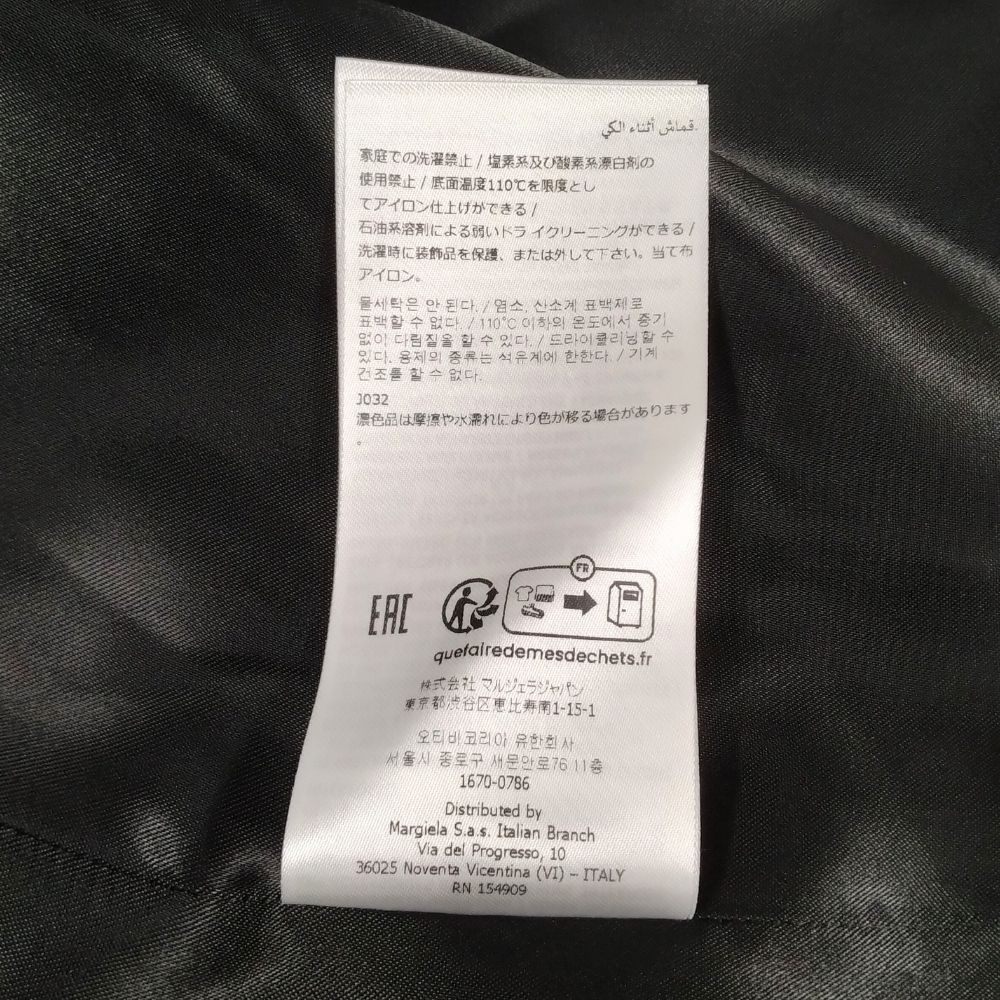 قماش أثناء الكي.
家庭での洗濯禁止 / 塩素系及び酸素系漂白剤の
使用禁止 / 底面温度110℃を限度とし
てアイロン仕上げができる /
石油系溶剤による弱いドラ イクリーニングができる /
洗濯時に装飾品を保護、または外して下さい。当て布
アイロン。
물세탁은 안 된다. / 염소, 산소계 표백제로
표백할 수 없다. / 110℃ 이하의 온도에서 증기
없이 다림질을 할 수 있다. / 드라이클리닝할 수
있다. 용제의 종류는 석유계에 한한다. / 기계
건조를 할 수 없다.
J032
濃色品は摩擦や水濡れにより色が移る場合があります
。
FR
EAC
quefairedemesdechets.fr
株式会社 マルジェラジャパン
東京都渋谷区恵比寿南1-15-1
오티비코리아 유한회사
서울시 종로구 새문안로76 11층
1670-0786
Distributed by
Margiela S.a.s. Italian Branch
Via del Progresso, 10
36025 Noventa Vicentina (VI) – ITALY
RN 154909